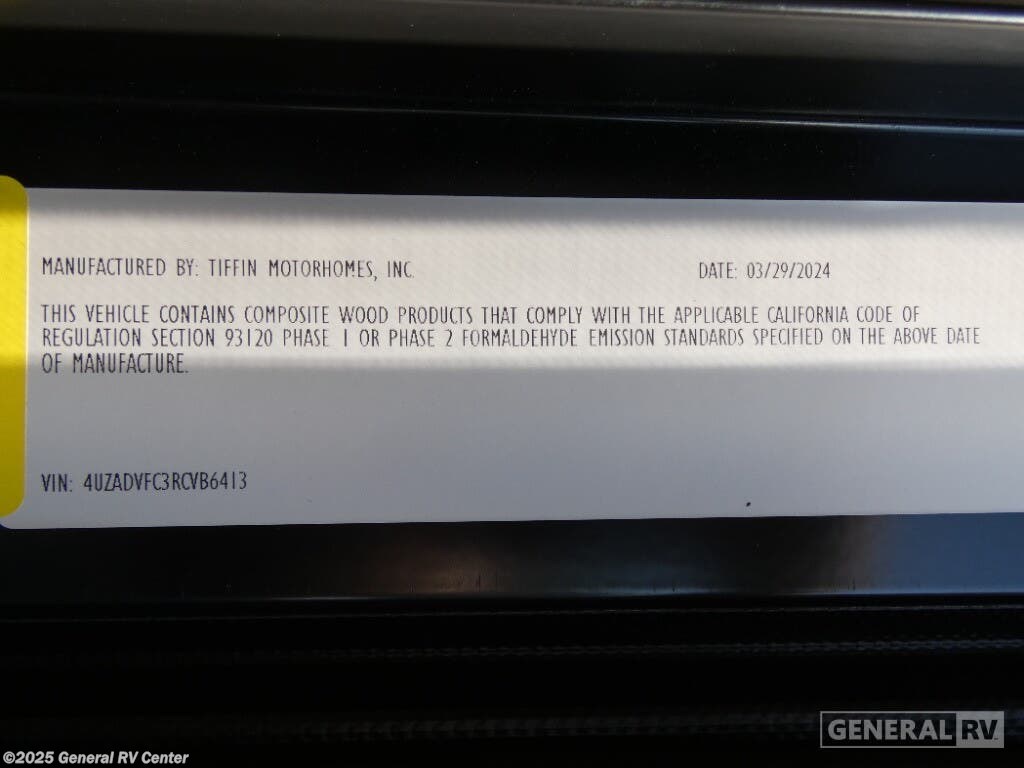 MANUFACTURED BY: TIFFIN MOTORHOMES, INC. DATE: 03/29/2024
THIS VEHICLE CONTAINS COMPOSITE WOOD PRODUCTS THAT COMPLY WITH THE APPLICABLE CALIFORNIA CODE OF
REGULATION SECTION 93120 PHASE 1 OR PHASE 2 FORMALDEHYDE EMISSION STANDARDS SPECIFIED ON THE ABOVE DATE
OF MANUFACTURE.
VIN: 4UZADVFC3RCVB6413
GENERAL RV
©2025 General RV Center